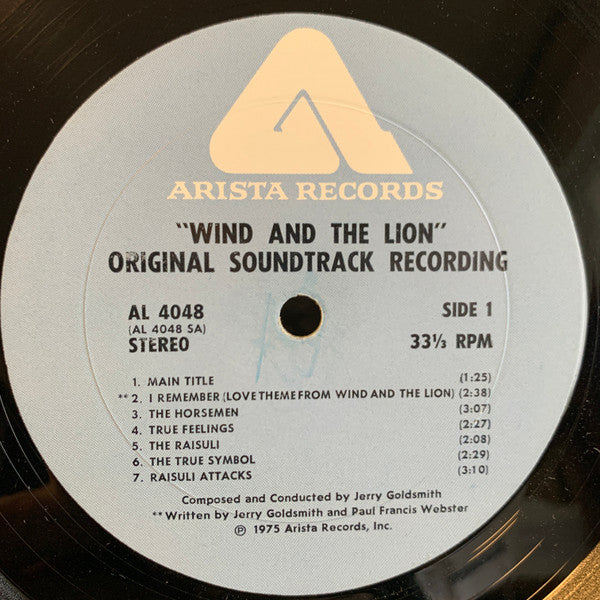 ARISTA RECORDS
"WIND AND THE LION"
ORIGINAL SOUNDTRACK RECORDING
AL 4048 SIDE 1
(AL 4048 SA)
STEREO 33⅓ RPM
1. MAIN TITLE (1:25)
**2. I REMEMBER (LOVE THEME FROM WIND AND THE LION) (2:38)
3. THE HORSEMEN (3:07)
4. TRUE FEELINGS (2:27)
5. THE RAISULI (2:08)
6. THE TRUE SYMBOL (2:29)
7. RAISULI ATTACKS (3:10)
Composed and Conducted by Jerry Goldsmith
**Written by Jerry Goldsmith and Paul Francis Webster
℗ 1975 Arista Records, Inc.